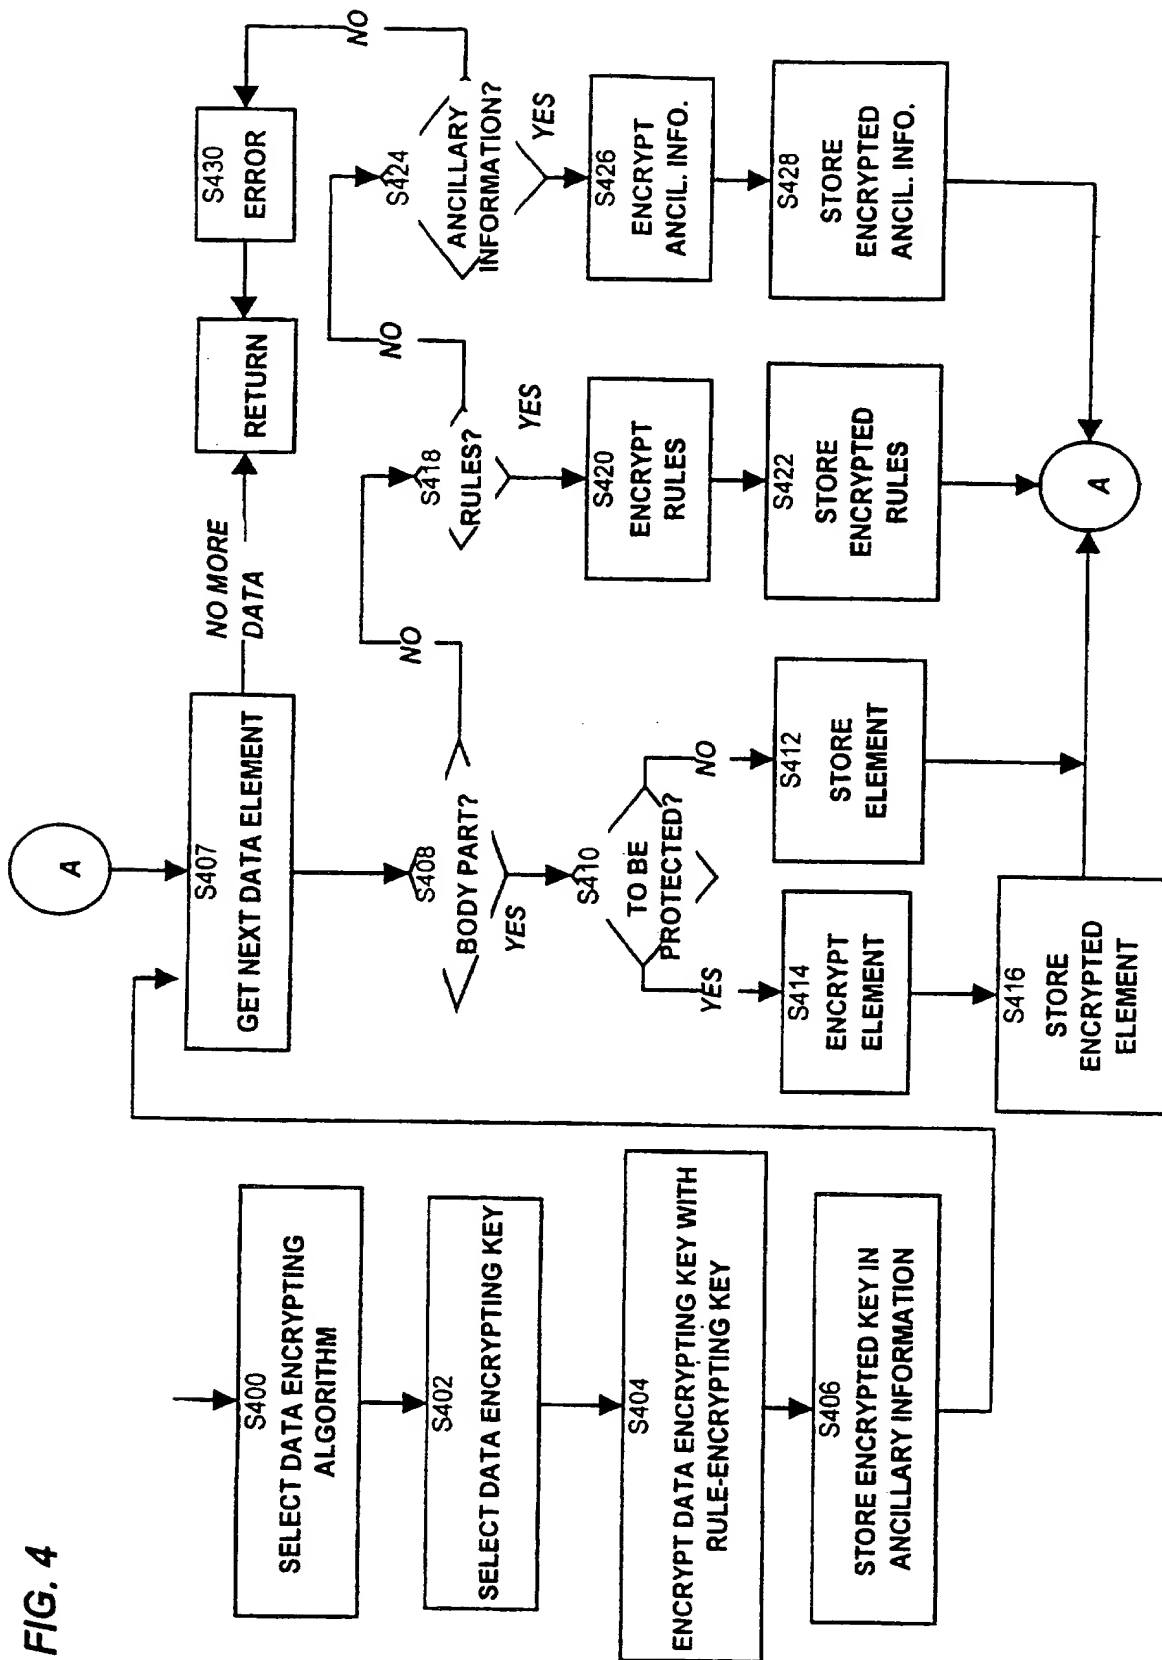 FIG. 4
S400
SELECT DATA ENCRYPTING
ALGORITHM
S402
SELECT DATA ENCRYPTING KEY
S404
ENCRYPT DATA ENCRYPTING KEY WITH
RULE-ENCRYPTING KEY
S406
STORE ENCRYPTED KEY IN
ANCILLARY INFORMATION
A
S407
GET NEXT DATA ELEMENT
NO MORE
DATA
RETURN
S430
ERROR
S408
BODY PART?
YES
NO
S410
TO BE
PROTECTED?
YES
NO
S414
ENCRYPT
ELEMENT
S416
STORE
ENCRYPTED
ELEMENT
S412
STORE
ELEMENT
S418
RULES?
YES
NO
S420
ENCRYPT
RULES
S422
STORE
ENCRYPTED
RULES
S424
ANCILLARY
INFORMATION?
YES
NO
S426
ENCRYPT
ANCIL. INFO.
S428
STORE
ENCRYPTED
ANCIL. INFO.
A